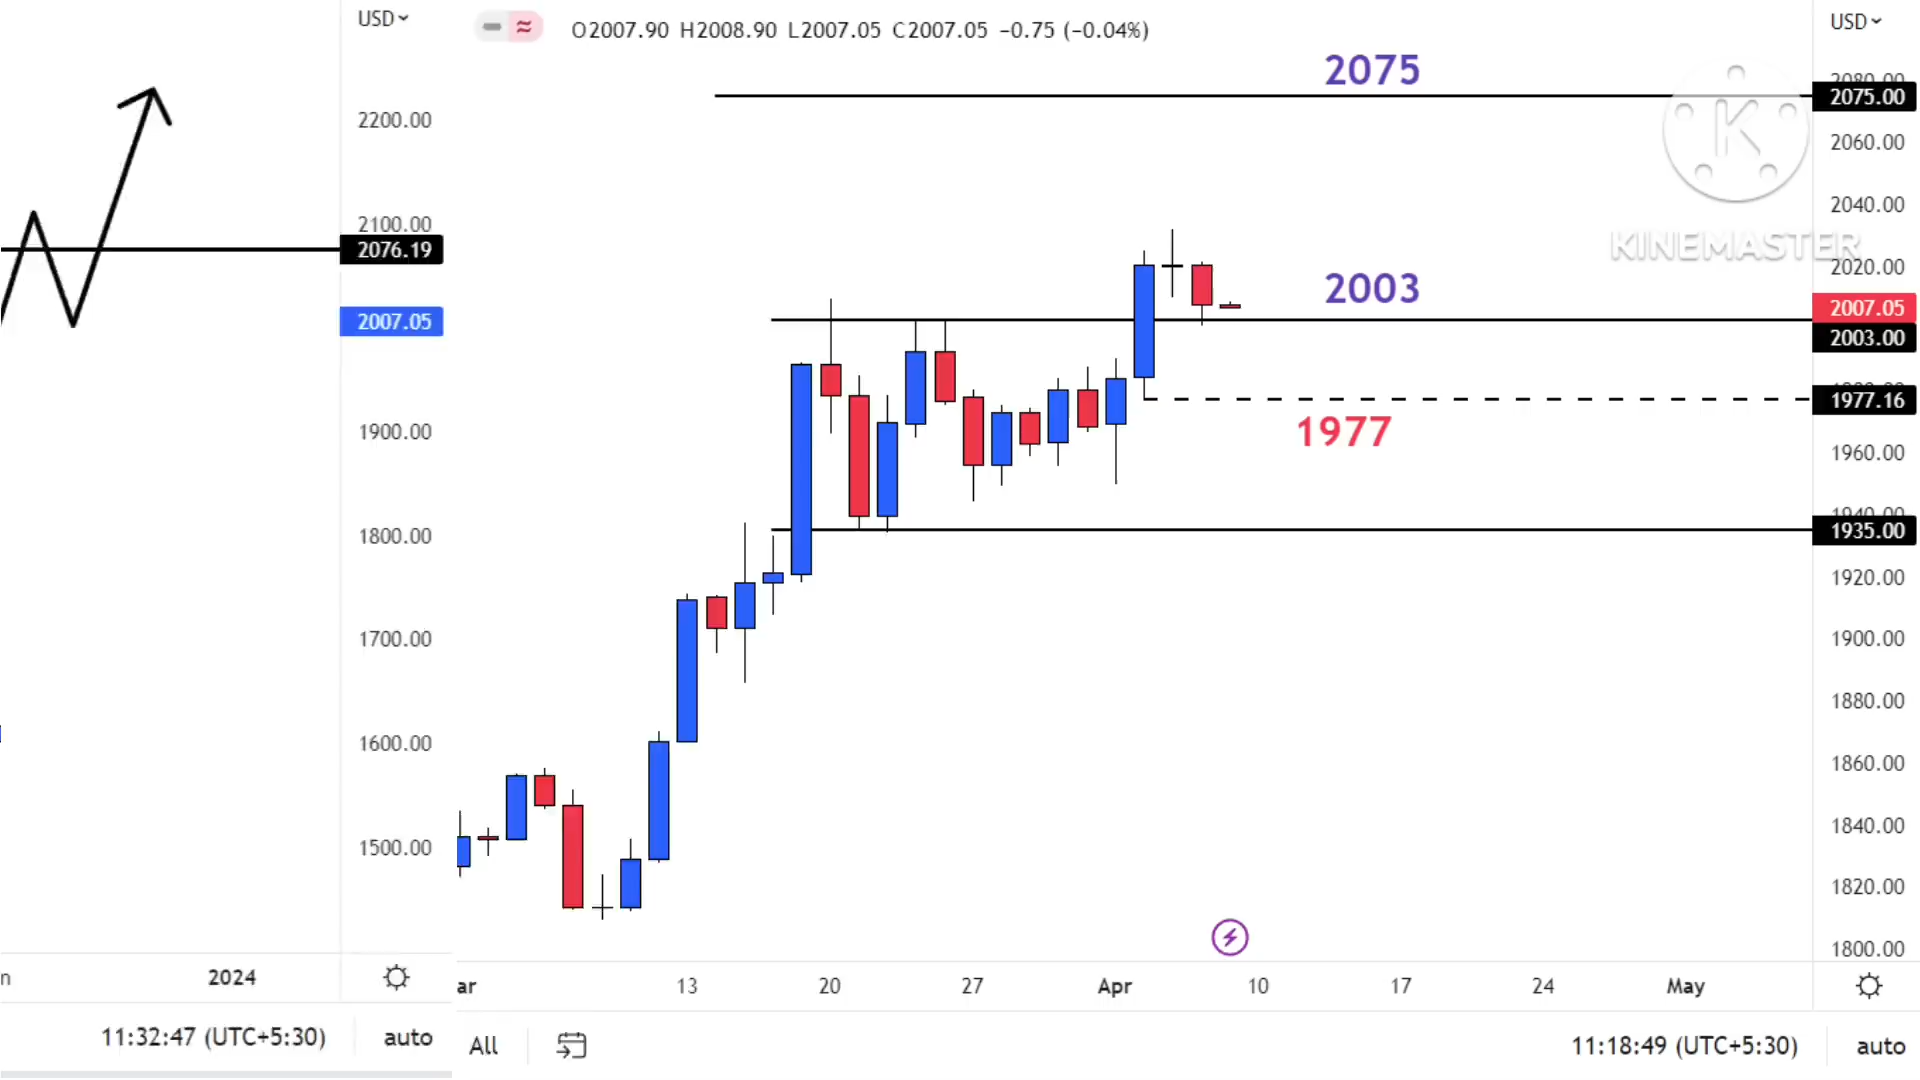 USD
2200.00
2100.00
2076.19
2007.05
1900.00
1800.00
1700.00
1600.00
1500.00
n
2024
11:32:47 (UTC+5:30)
auto
O2007.90 H2008.90 L2007.05 C2007.05 −0.75 (−0.04%)
2075
2003
1977
K
KINEMASTER
USD
2080.00
2075.00
2060.00
2040.00
2020.00
2007.05
2003.00
1977.16
1960.00
1940.00
1935.00
1920.00
1900.00
1880.00
1860.00
1840.00
1820.00
1800.00
ar
13
20
27
Apr
10
17
24
May
All
11:18:49 (UTC+5:30)
auto